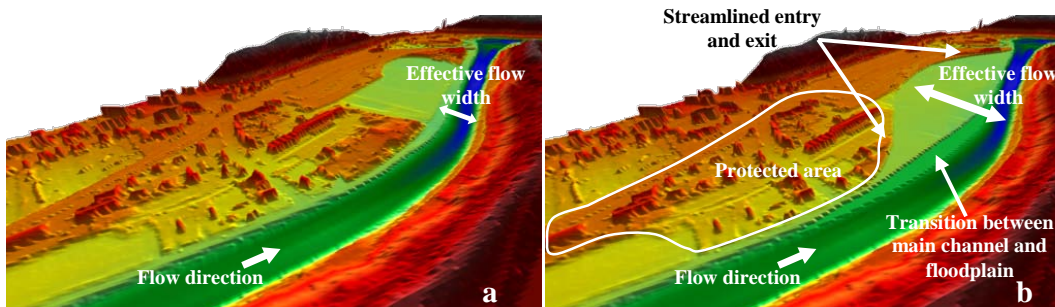 Effective flow
width
Flow direction
a
Streamlined entry
and exit
Effective flow
width
Protected area
Transition between
main channel and
floodplain
Flow direction
b